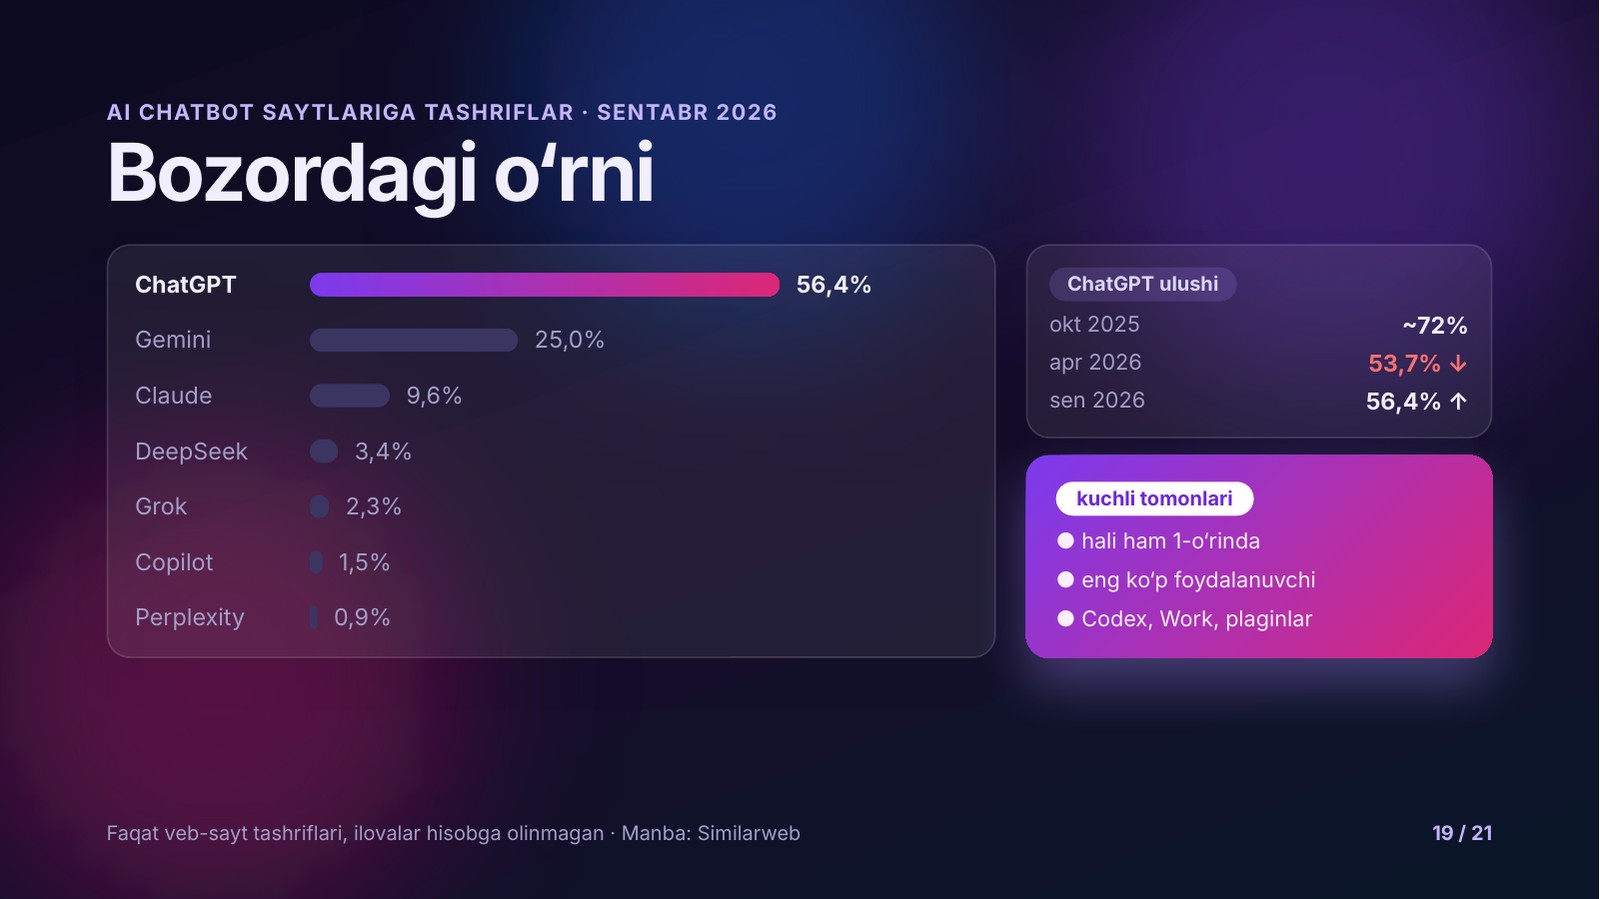 AI CHATBOT SAYTLARIGA TASHRIFLAR · SENTABR 2026
Bozordagi oʻrni
ChatGPT 56,4%
Gemini 25,0%
Claude 9,6%
DeepSeek 3,4%
Grok 2,3%
Copilot 1,5%
Perplexity 0,9%
ChatGPT ulushi
okt 2025 ~72%
apr 2026 53,7% ↓
sen 2026 56,4% ↑
kuchli tomonlari
● hali ham 1-oʻrinda
● eng koʻp foydalanuvchi
● Codex, Work, plaginlar
Faqat veb-sayt tashriflari, ilovalar hisobga olinmagan · Manba: Similarweb
19 / 21